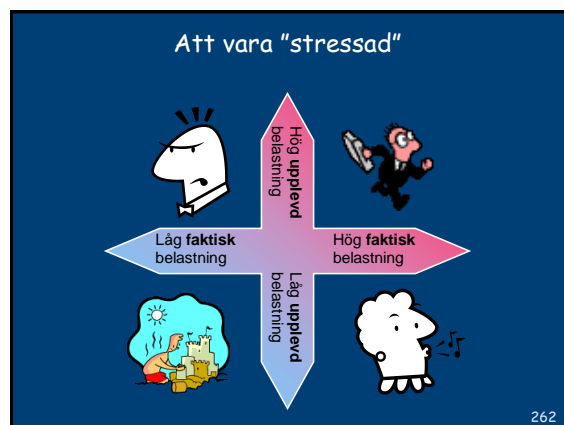 Att vara ”stressad”
Hög upplevd
belastning
Låg faktisk
belastning
Hög faktisk
belastning
Låg upplevd
belastning
262